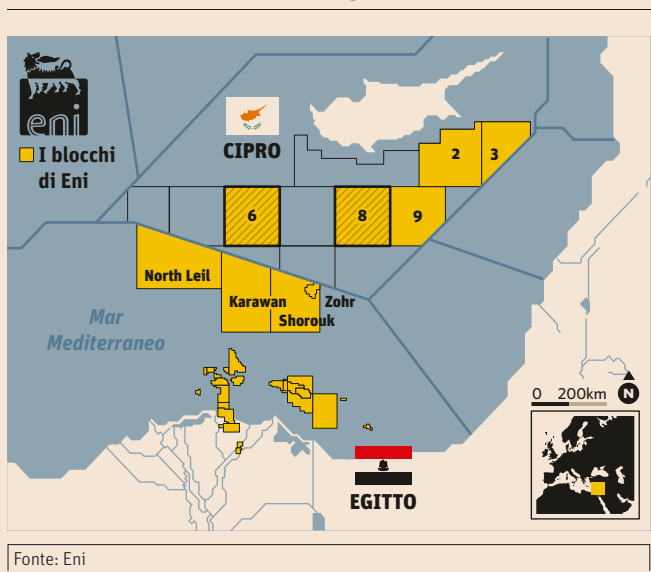 eni
I blocchi
di Eni
CIPRO
2
3
6
8
9
North Leil
Karawan
Zohr
Shorouk
Mar
Mediterraneo
0 200km
N
EGITTO
Fonte: Eni